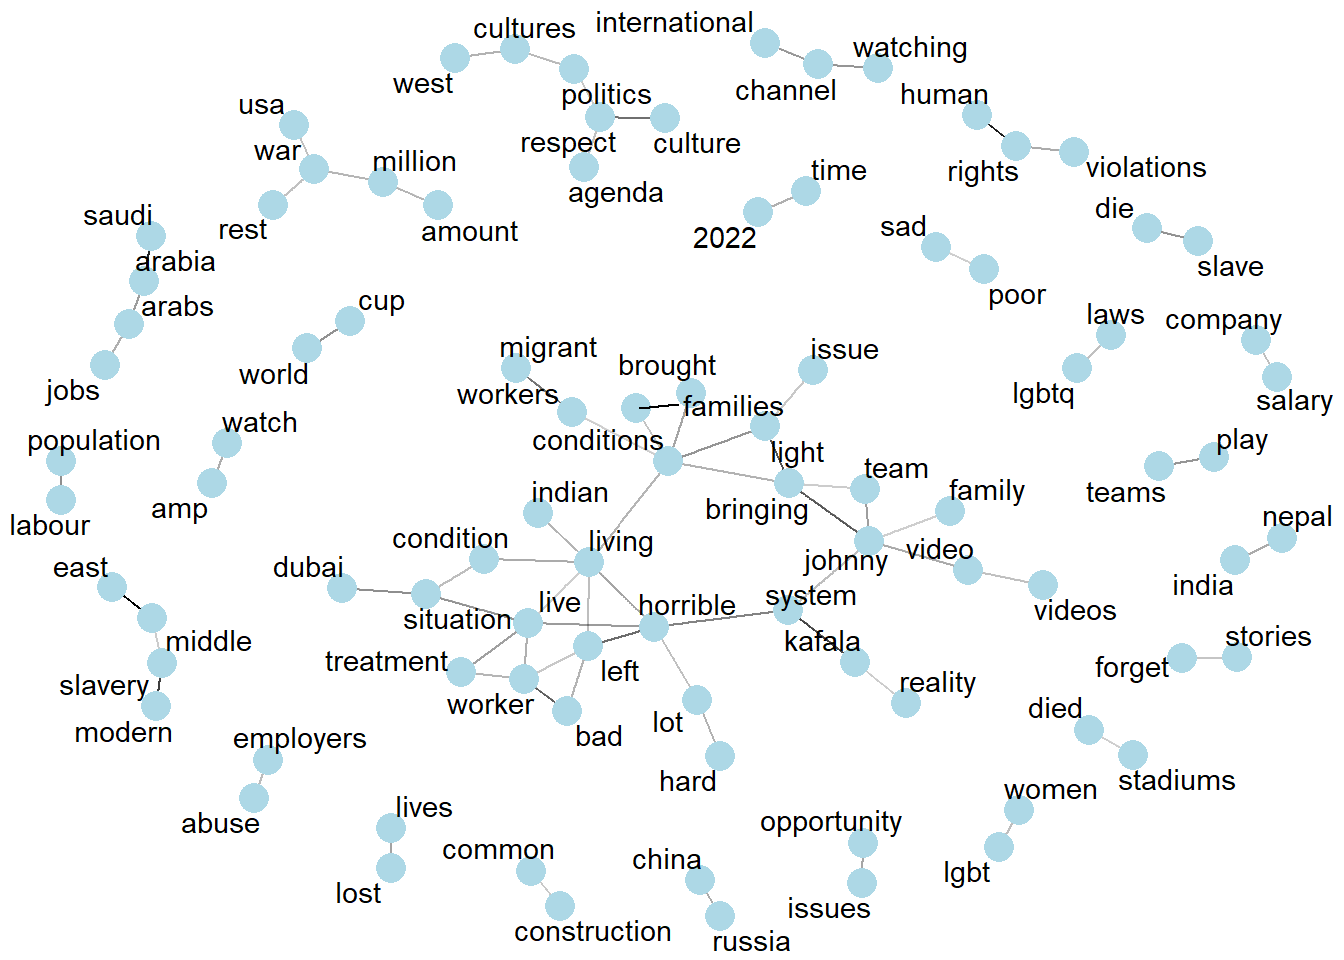 international
cultures
watching
west
channel
politics
human
usa
respect
culture
war
million
time
rights
violations
agenda
saudi
rest
amount
2022
sad
die
arabia
slave
arabs
cup
poor
laws
company
migrant
issue
world
brought
jobs
workers
families
lgbtq
salary
watch
population
conditions
light
play
team
amp
indian
bringing
family
teams
labour
nepal
condition
living
east
dubai
johnny
video
india
live
horrible
system
videos
situation
middle
treatment
left
kafala
stories
slavery
forget
worker
reality
modern
bad
lot
died
employers
hard
stadiums
women
abuse
lives
opportunity
common
china
lost
lgbt
issues
construction
russia